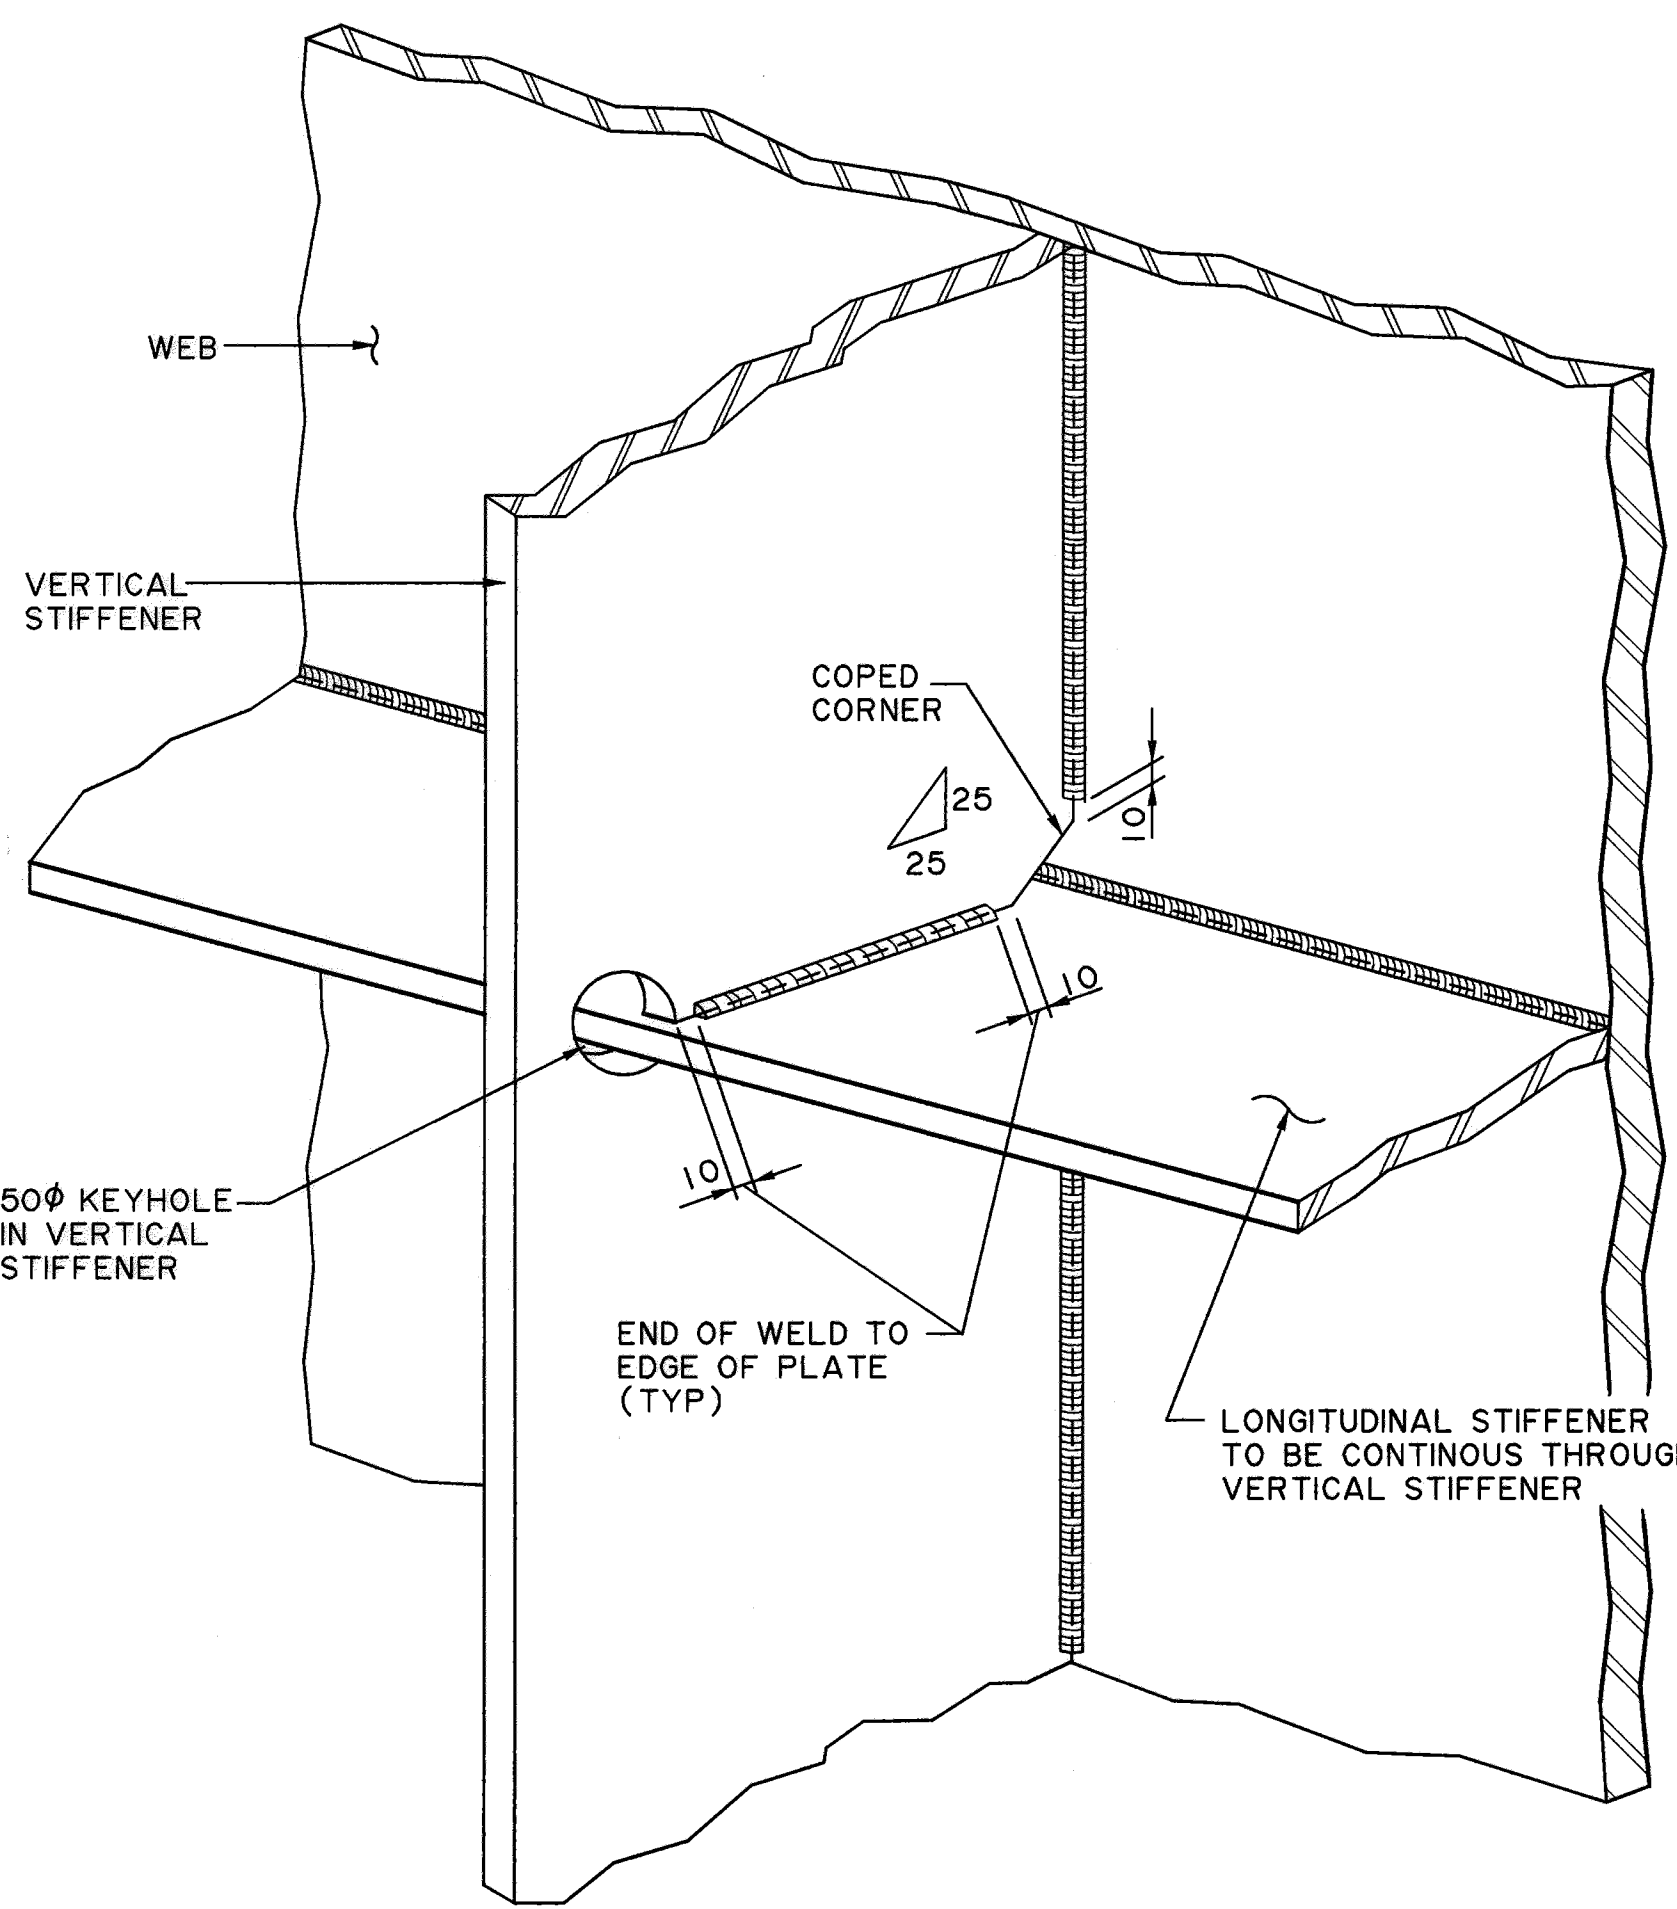 WEB
VERTICAL
STIFFENER
COPED
CORNER
25
25
10
10
10
50φ KEYHOLE
IN VERTICAL
STIFFENER
END OF WELD TO
EDGE OF PLATE
(TYP)
LONGITUDINAL STIFFENER
TO BE CONTINOUS THROUG
VERTICAL STIFFENER